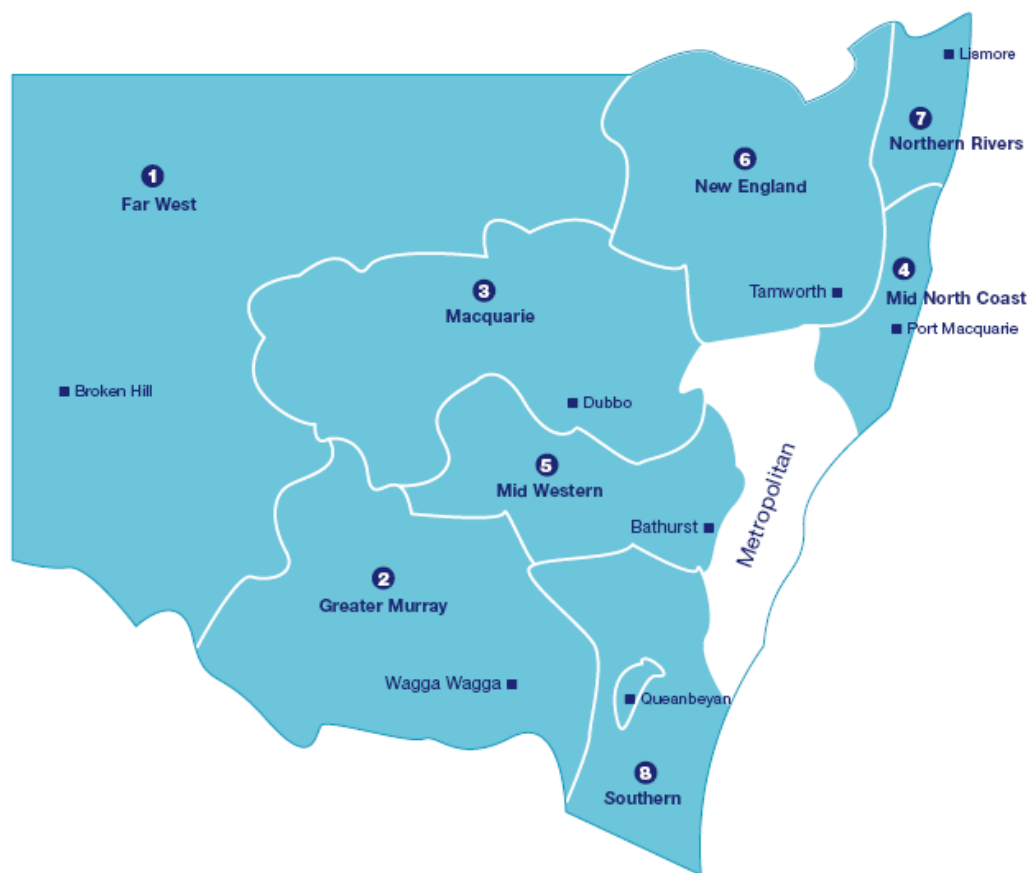 Lismore
7
Northern Rivers
6
New England
1
Far West
4
Mid North Coast
Port Macquarie
Tamworth
3
Macquarie
Broken Hill
Dubbo
5
Mid Western
Metropolitan
Bathurst
2
Greater Murray
Wagga Wagga
Queanbeyan
8
Southern